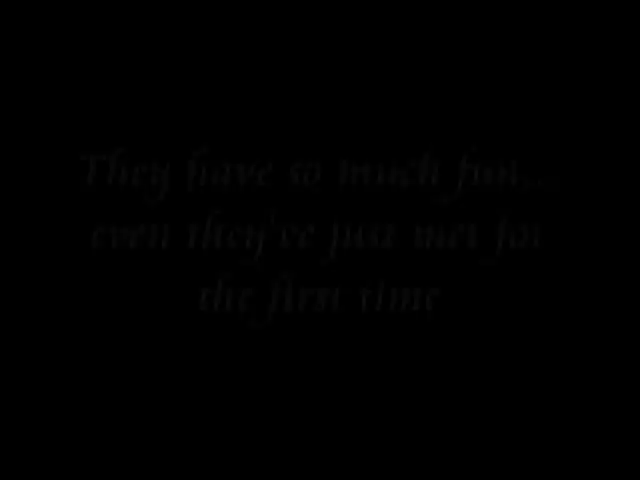 They have so much fun...
even they've just met for
the first time